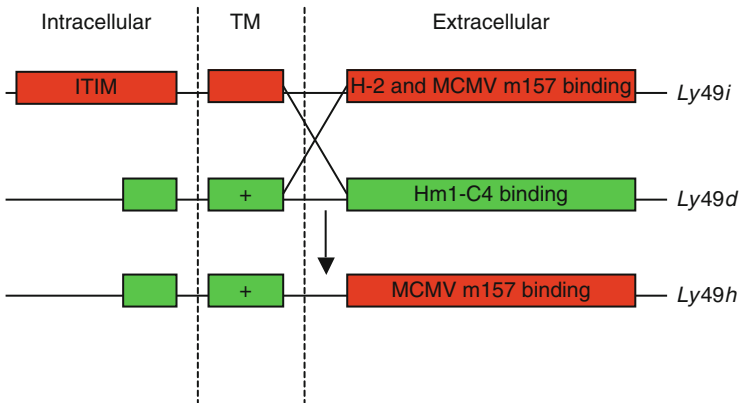 Intracellular TM Extracellular
ITIM H-2 and MCMV m157 binding Ly49i
+ Hm1-C4 binding Ly49d
+ MCMV m157 binding Ly49h